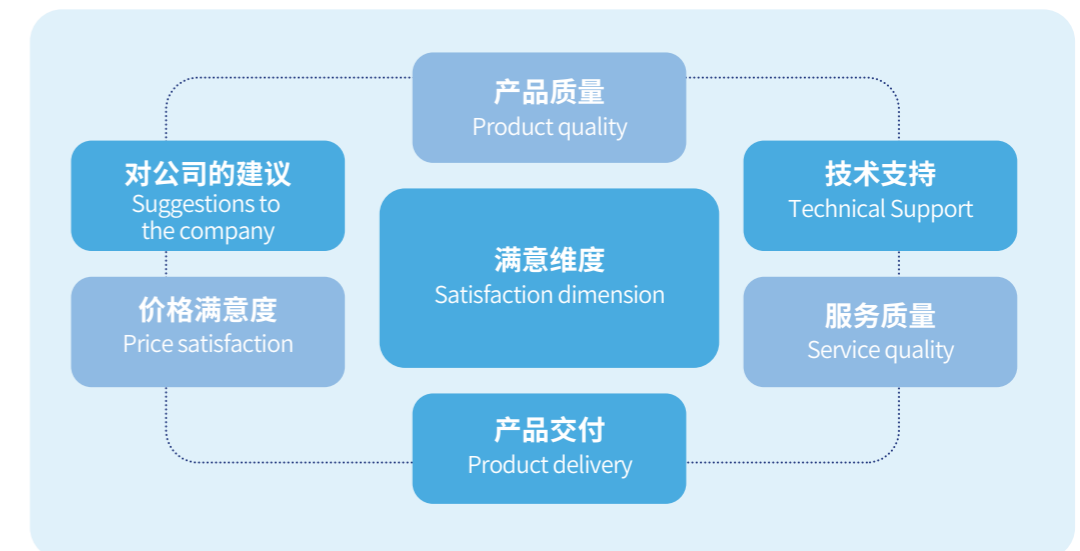 产品质量
Product quality
对公司的建议
Suggestions to
the company
技术支持
Technical Support
满意维度
Satisfaction dimension
价格满意度
Price satisfaction
服务质量
Service quality
产品交付
Product delivery